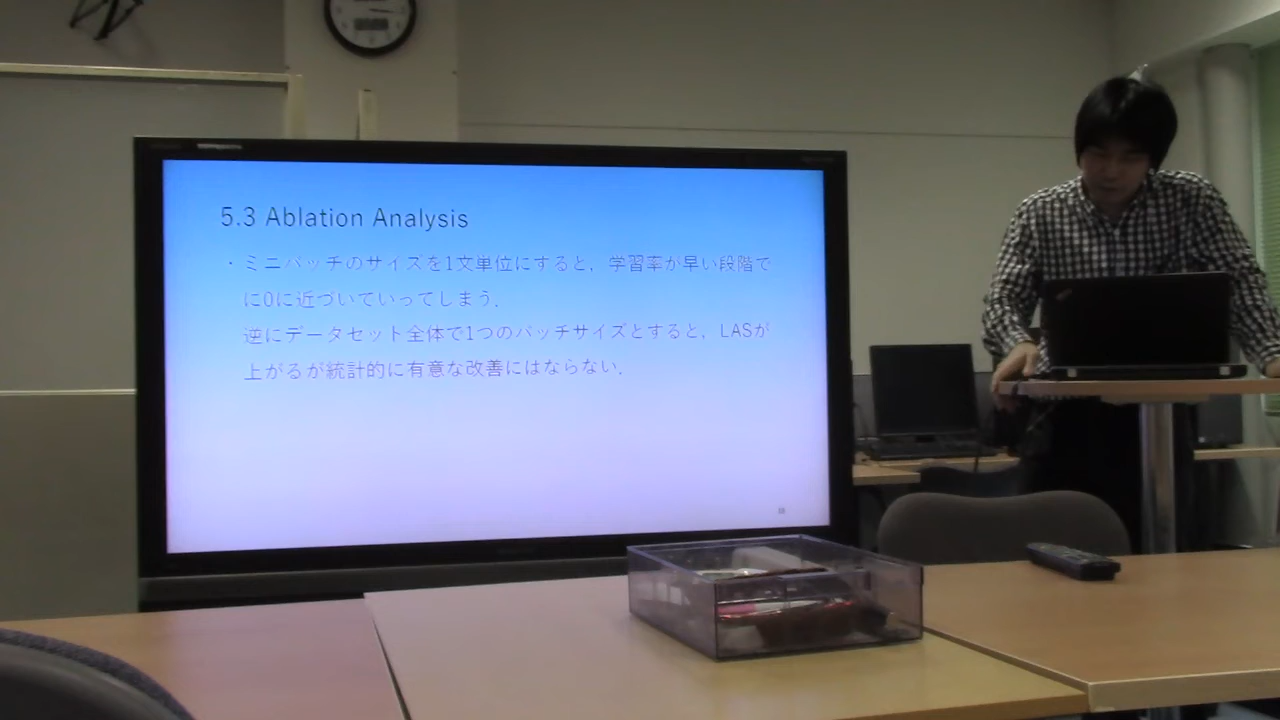 5.3 Ablation Analysis
・ミニバッチのサイズを1文単位にすると，学習率が早い段階で
に0に近づいていってしまう．
逆にデータセット全体で1つのバッチサイズとすると，LASが
上がるが統計的に有意な改善にはならない．